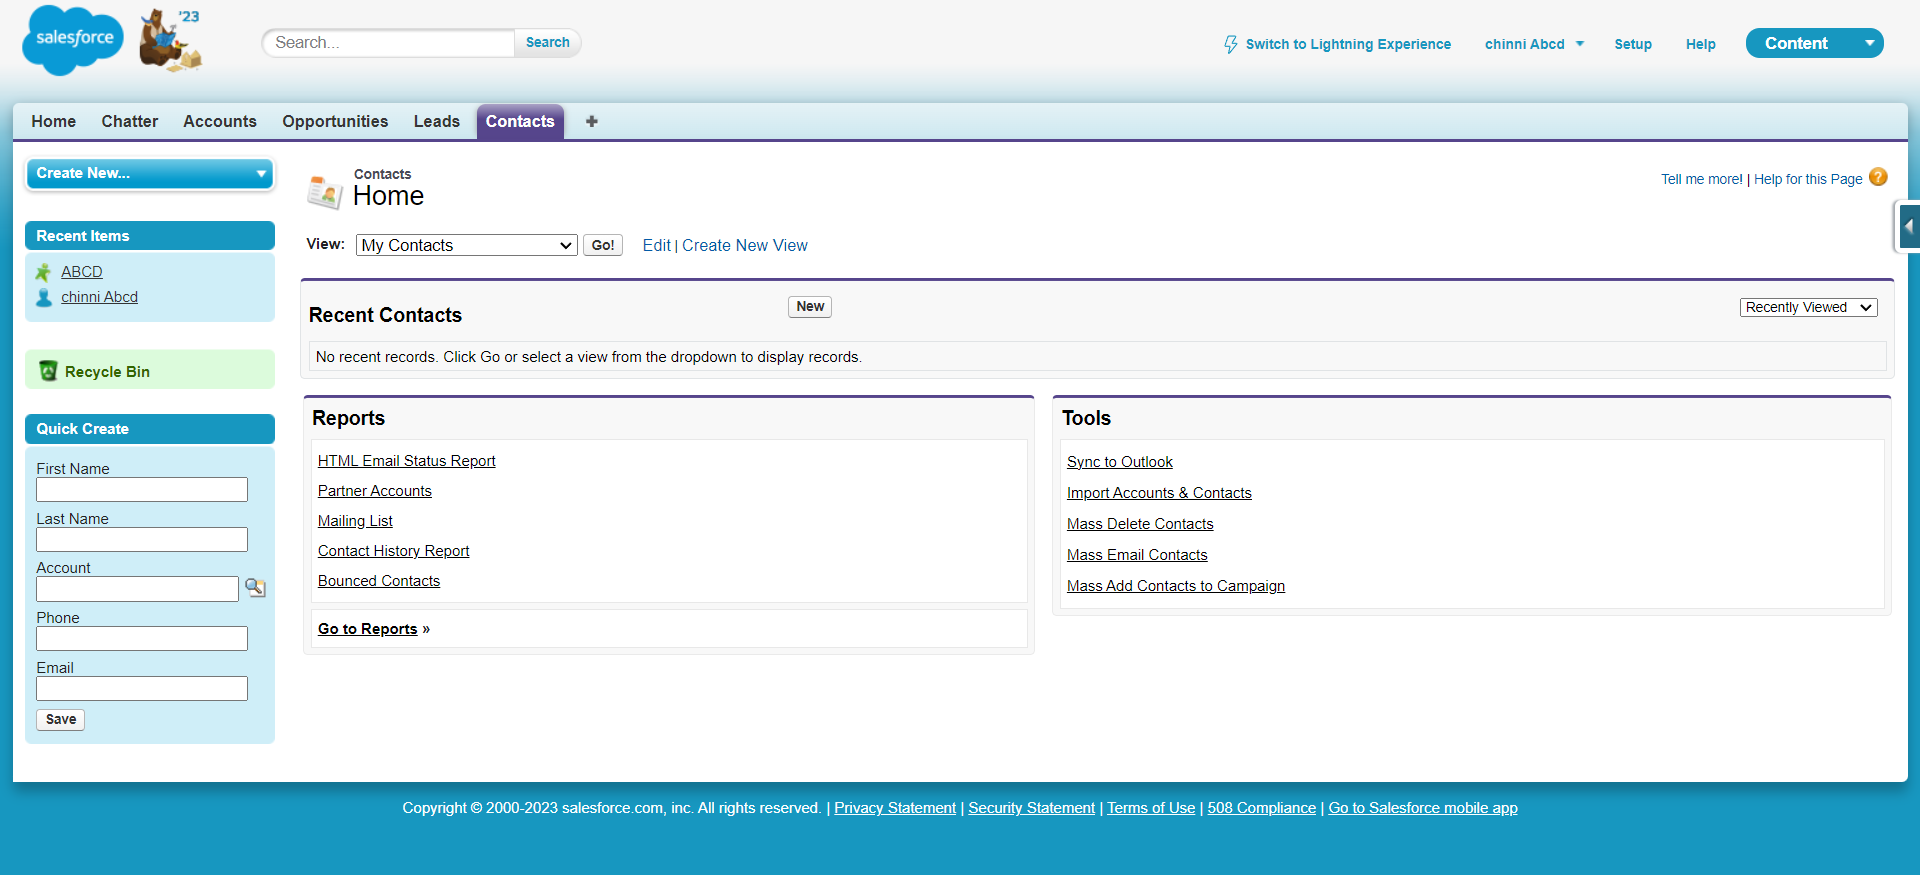 salesforce
'23
Search...
Search
Switch to Lightning Experience
chinni Abcd
Setup
Help
Content
Home
Chatter
Accounts
Opportunities
Leads
Contacts
Create New...
Recent Items
ABCD
chinni Abcd
Recycle Bin
Quick Create
First Name
Last Name
Account
Phone
Email
Save
Contacts
Home
Tell me more! | Help for this Page
?
View: My Contacts Go! Edit | Create New View
Recent Contacts
New
Recently Viewed
No recent records. Click Go or select a view from the dropdown to display records.
Reports
HTML Email Status Report
Partner Accounts
Mailing List
Contact History Report
Bounced Contacts
Go to Reports »
Tools
Sync to Outlook
Import Accounts & Contacts
Mass Delete Contacts
Mass Email Contacts
Mass Add Contacts to Campaign
Copyright © 2000-2023 salesforce.com, inc. All rights reserved. | Privacy Statement | Security Statement | Terms of Use | 508 Compliance | Go to Salesforce mobile app